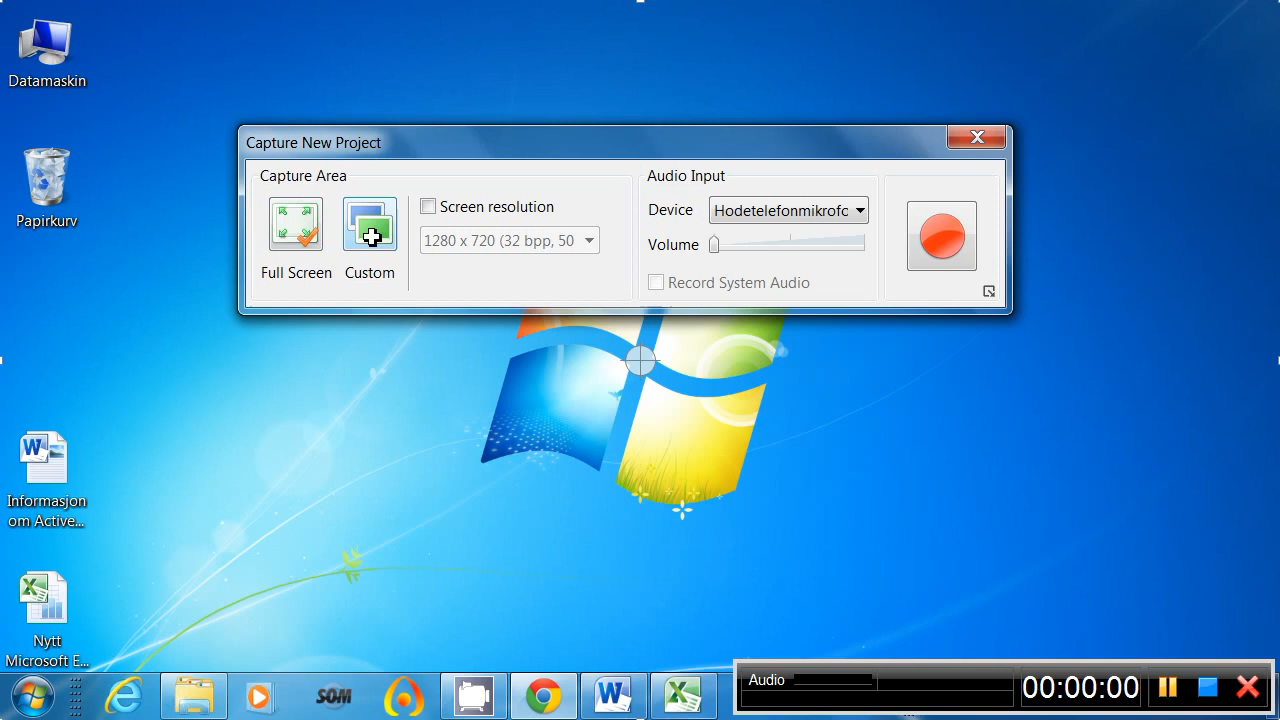 Datamaskin
Papirkurv
Capture New Project
Capture Area
Full Screen
Custom
Screen resolution
1280 x 720 (32 bpp, 50
Audio Input
Device
Hodetelefonmikrofc
Volume
Record System Audio
W
Informasjon
om Active...
X
Nytt
Microsoft E...
SOM
W
X
Audio
00:00:00